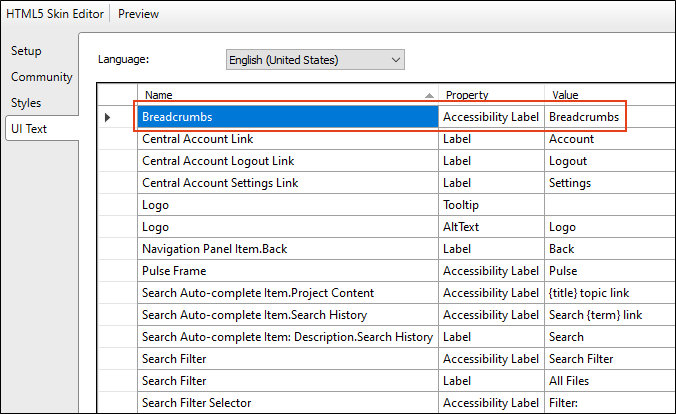 HTML5 Skin Editor Preview
Setup
Community
Styles
UI Text
Language: English (United States)
Name Property Value
Breadcrumbs Accessibility Label Breadcrumbs
Central Account Link Label Account
Central Account Logout Link Label Logout
Central Account Settings Link Label Settings
Logo Tooltip
Logo AltText Logo
Navigation Panel Item.Back Label Back
Pulse Frame Accessibility Label Pulse
Search Auto-complete Item.Project Content Accessibility Label {title} topic link
Search Auto-complete Item.Search History Accessibility Label Search {term} link
Search Auto-complete Item: Description.Search History Label Search
Search Filter Accessibility Label Search Filter
Search Filter Label All Files
Search Filter Selector Accessibility Label Filter: